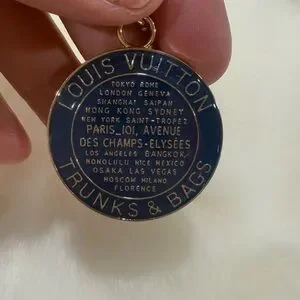 LOUIS VUITTON
TOKYO ROME
LONDON GENEVA
SHANGHAI SAIPAN
HONG KONG SYDNEY
NEW YORK SAINT-TROPEZ
PARIS_101, AVENUE
DES CHAMPS-ELYSÉES
LOS ANGELES BANGKOK
HONOLULU NICE MEXICO
OSAKA LAS VEGAS
MOSCOW MILANO
FLORENCE
TRUNKS & BAGS